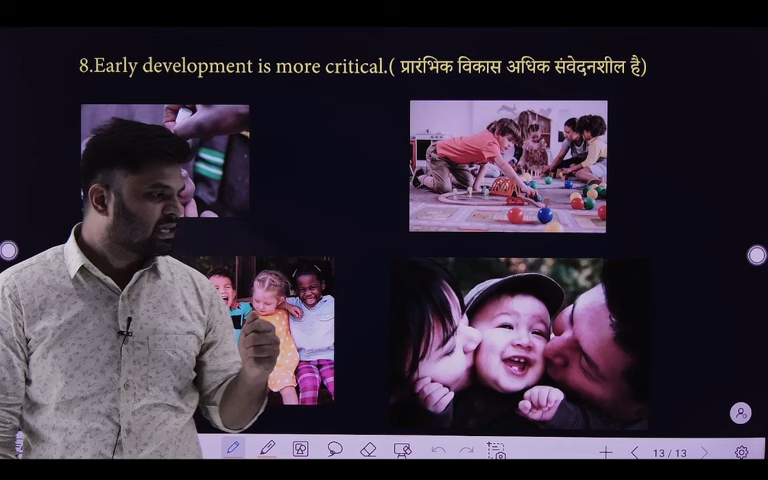 8.Early development is more critical.( प्रारंभिक विकास अधिक संवेदनशील है)
13 / 13